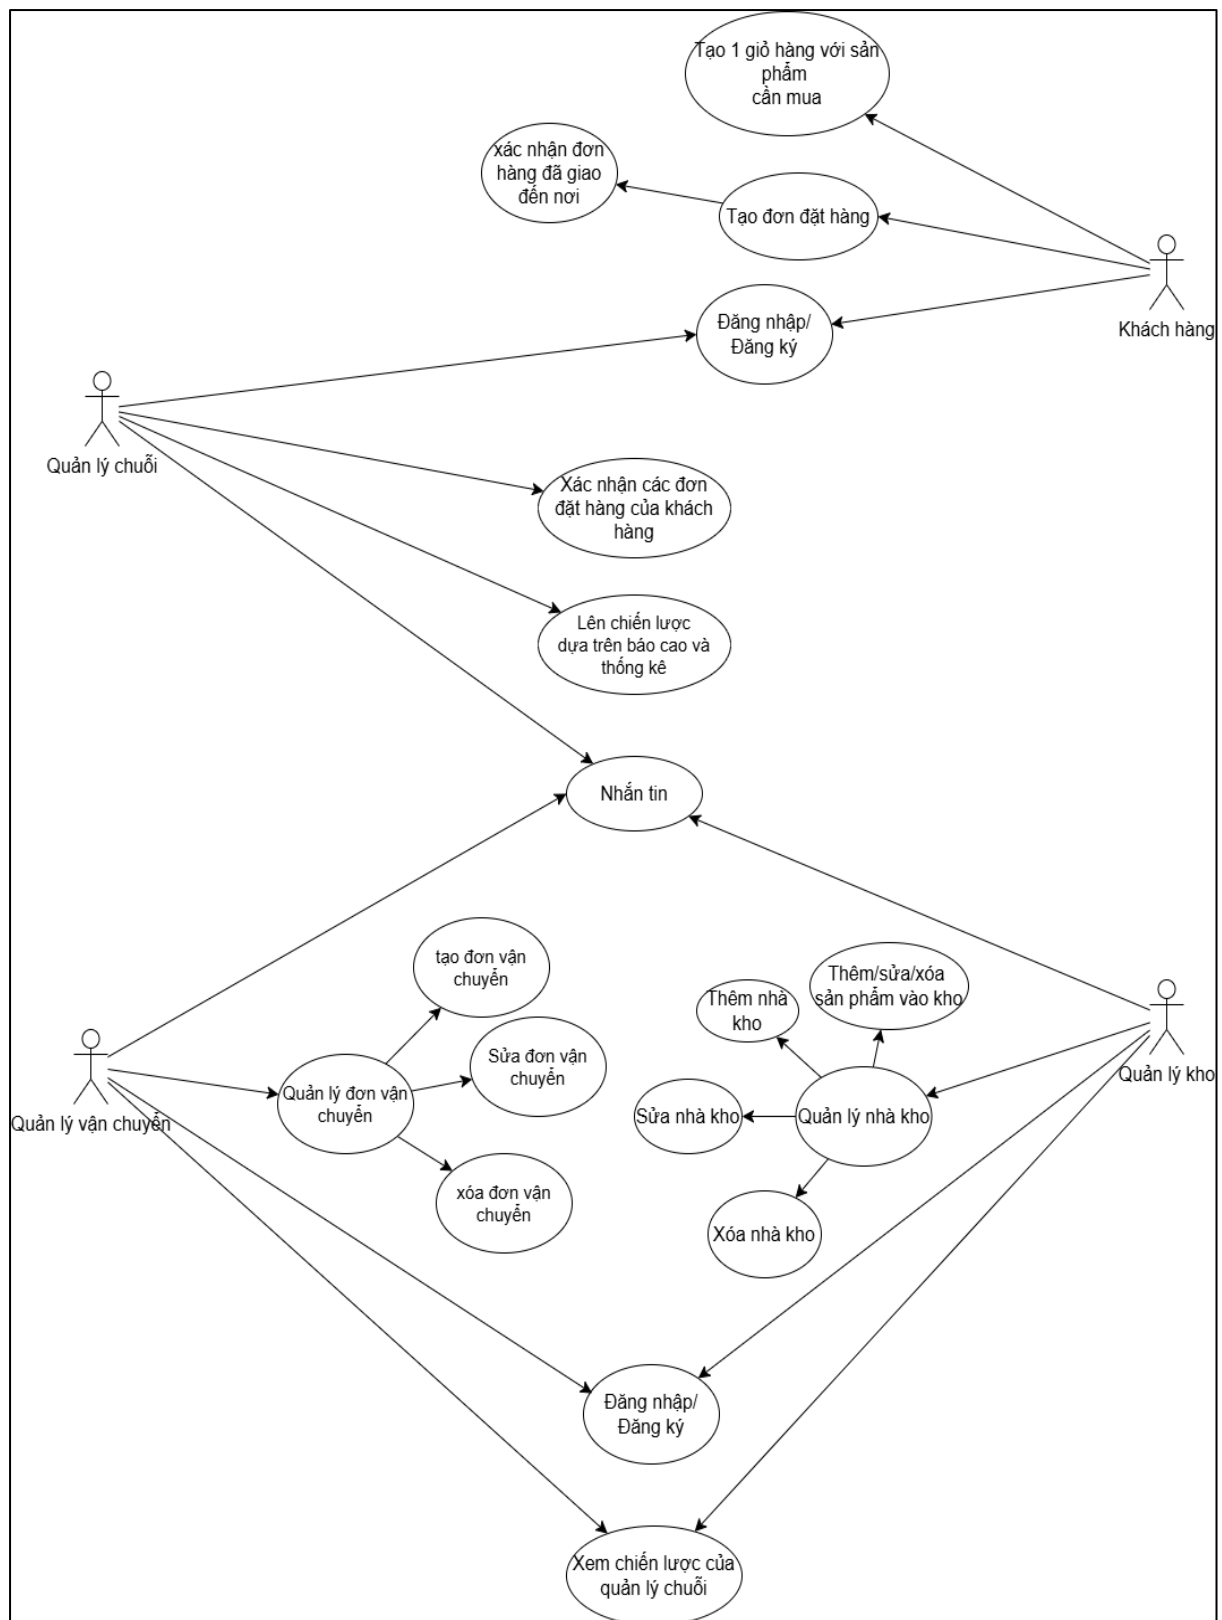 Tạo 1 giỏ hàng với sản
phẩm
cần mua
xác nhận đơn
hàng đã giao
đến nơi
Tạo đơn đặt hàng
Khách hàng
Đăng nhập/
Đăng ký
Quản lý chuỗi
Xác nhận các đơn
đặt hàng của khách
hàng
Lên chiến lược
dựa trên báo cao và
thống kê
Nhắn tin
tạo đơn vận
chuyển
Thêm/sửa/xóa
sản phẩm vào kho
Thêm nhà
kho
Sửa đơn vận
chuyển
Quản lý kho
Quản lý đơn vận
chuyển
Quản lý vận chuyển
Sửa nhà kho
Quản lý nhà kho
xóa đơn vận
chuyển
Xóa nhà kho
Đăng nhập/
Đăng ký
Xem chiến lược của
quản lý chuỗi